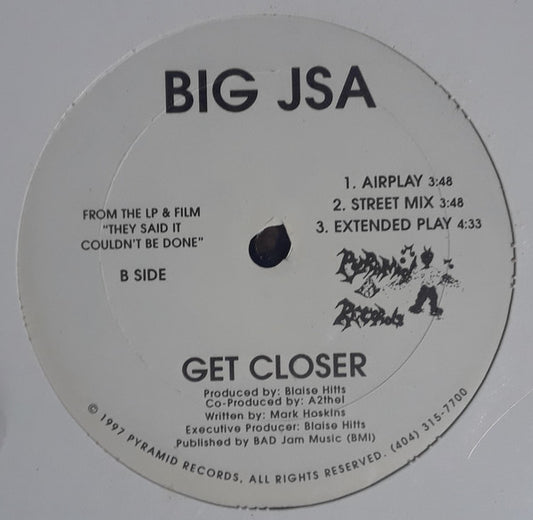 BIG JSA
FROM THE LP & FILM
"THEY SAID IT
COULDN'T BE DONE"
B SIDE
1. AIRPLAY 3:48
2. STREET MIX 3:48
3. EXTENDED PLAY 4:33
PYRAMID
RECORDS
GET CLOSER
Produced by: Blaise Hitts
Co-Produced by: A2thel
Written by: Mark Hoskins
Executive Producer: Blaise Hitts
Published by BAD Jam Music (BMI)
© 1997 PYRAMID RECORDS, ALL RIGHTS RESERVED. (404) 315-7700